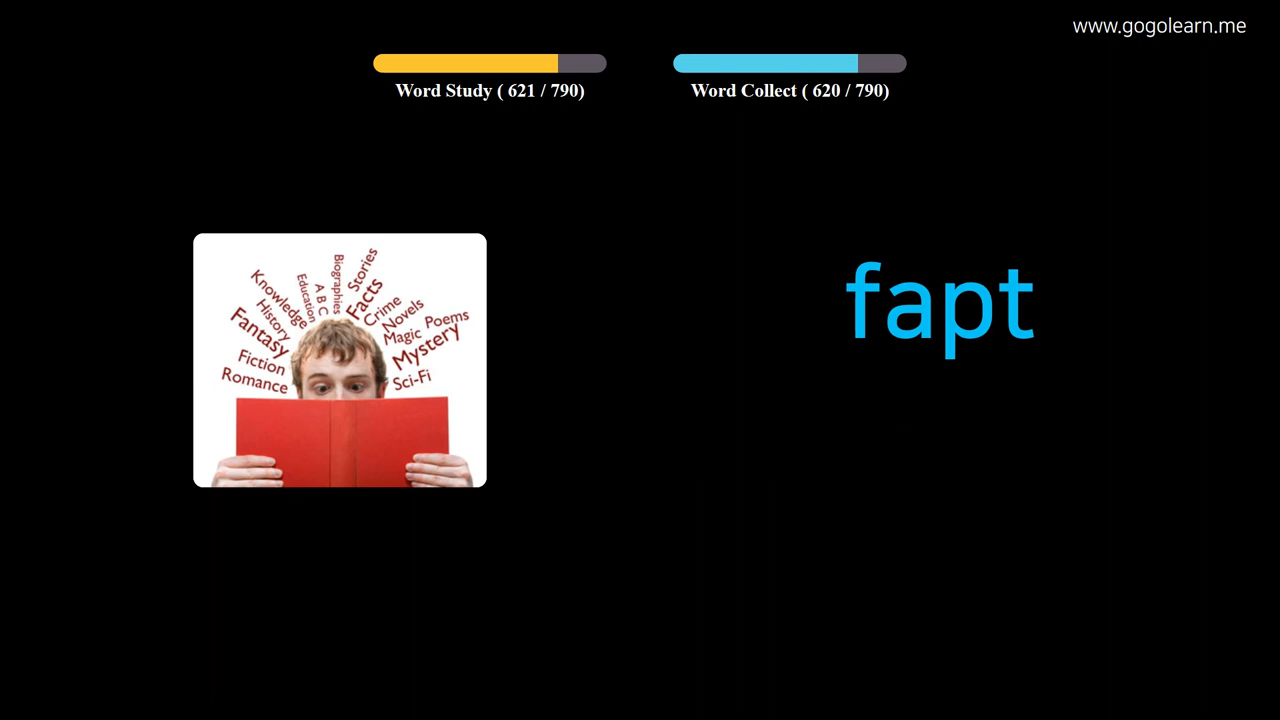 www.gogolearn.me
Word Study ( 621 / 790)
Word Collect ( 620 / 790)
Knowledge
History
Fantasy
Fiction
Romance
Education
A B C
Biographies
Stories
Facts
Crime
Novels
Magic
Poems
Mystery
Sci-Fi
fapt